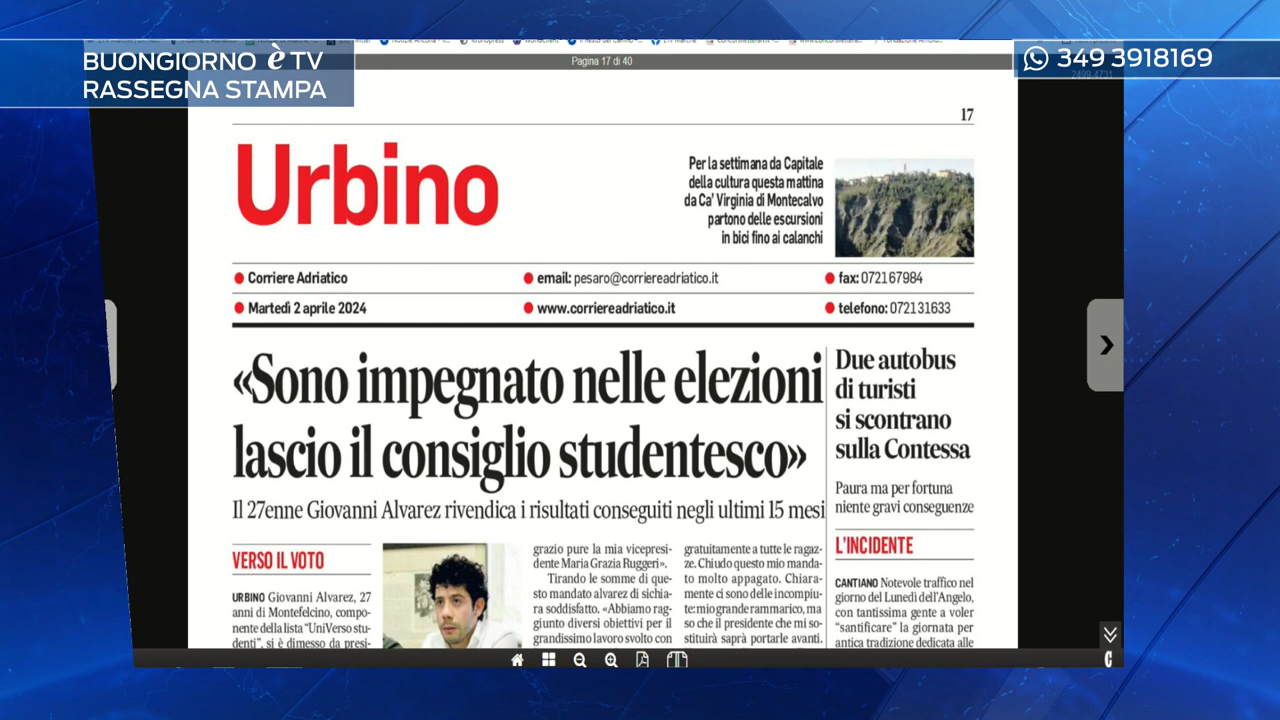 BUONGIORNO è TV
RASSEGNA STAMPA
349 3918169
Pagina 17 di 40
17
Urbino
Per la settimana da Capitale
della cultura questa mattina
da Ca' Virginia di Montecalvo
partono delle escursioni
in bici fino ai calanchi
Corriere Adriatico
email: pesaro@corriereadriatico.it
fax: 072167984
Martedì 2 aprile 2024
www.corriereadriatico.it
telefono: 072131633
«Sono impegnato nelle elezioni
lascio il consiglio studentesco»
Il 27enne Giovanni Alvarez rivendica i risultati conseguiti negli ultimi 15 mesi
VERSO IL VOTO
URBINO Giovanni Alvarez, 27
anni di Montefelcino, compo-
nente della lista "UniVerso stu-
denti", si è dimesso da presi-
grazio pure la mia vicepresi-
dente Maria Grazia Ruggeri».
Tirando le somme di que-
sto mandato alvarez di sichia-
ra soddisfatto. «Abbiamo rag-
giunto diversi obiettivi per il
grandissimo lavoro svolto con
gratuitamente a tutte le ragaz-
ze. Chiudo questo mio manda-
to molto appagato. Chiara-
mente ci sono delle incompiu-
te: mio grande rammarico, ma
so che il presidente che mi so-
stituirà saprà portarle avanti.
Due autobus
di turisti
si scontrano
sulla Contessa
Paura ma per fortuna
niente gravi conseguenze
L'INCIDENTE
CANTIANO Notevole traffico nel
giorno del Lunedì dell'Angelo,
con tantissima gente a voler
"santificare" la giornata per
antica tradizione dedicata alle